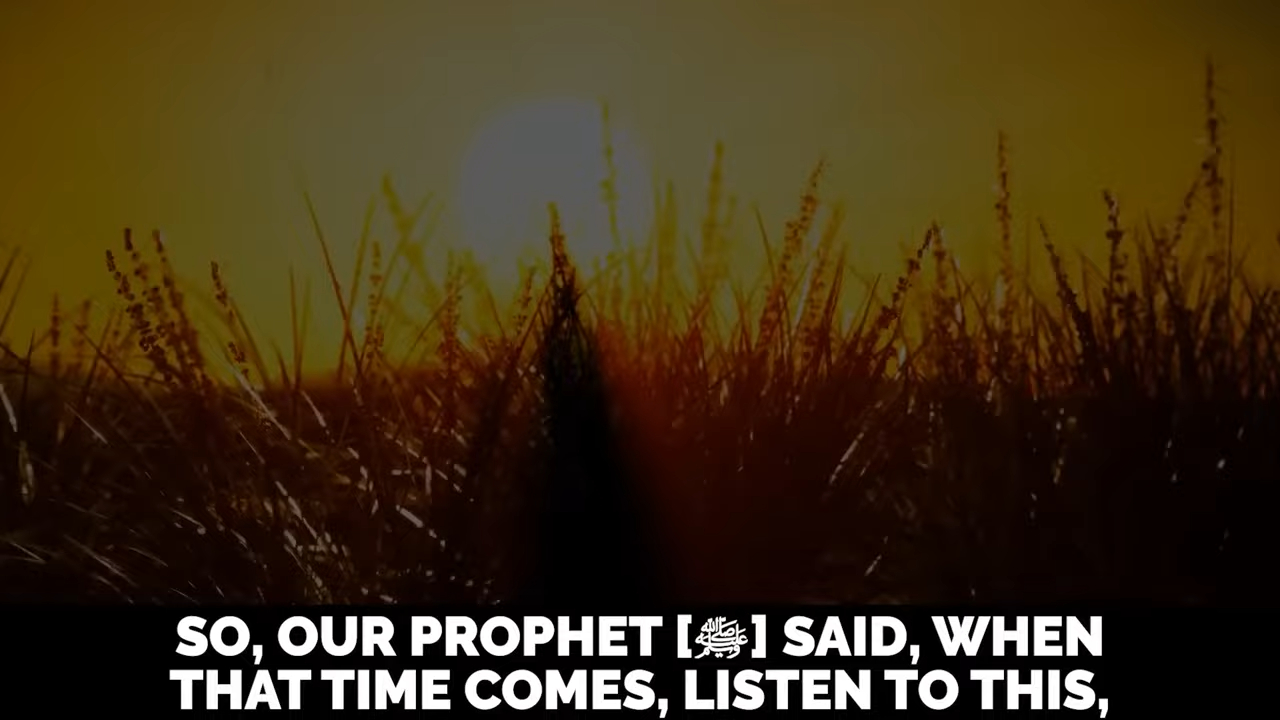 SO, OUR PROPHET [ﷺ] SAID, WHEN
THAT TIME COMES, LISTEN TO THIS,